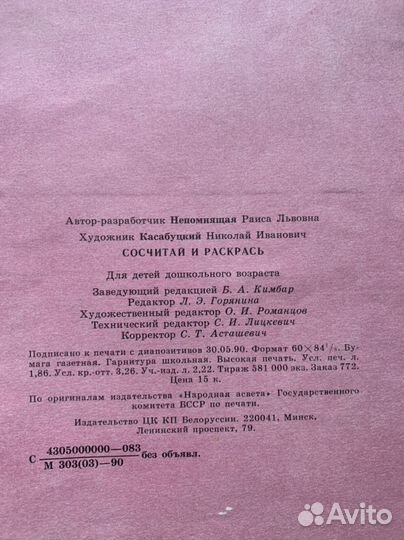 Автор-разработчик Непомнящая Раиса Львовна
Художник Касабуцкий Николай Иванович
СОСЧИТАЙ И РАСКРАСЬ
Для детей дошкольного возраста
Заведующий редакцией Б. А. Кимбар
Редактор Л. Э. Горянина
Художественный редактор О. И. Романцов
Технический редактор С. И. Лицкевич
Корректор С. Т. Асташевич
Подписано к печати с диапозитивов 30.05.90. Формат 60×84¹/₈. Бу-
мага газетная. Гарнитура школьная. Высокая печать. Усл. печ. л.
1,86. Усл. кр.-отт. 3,26. Уч.-изд. л. 2,22. Тираж 581 000 экз. Заказ 772.
Цена 15 к.
По оригиналам издательства «Народная асвета» Государственного
комитета БССР по печати.
Издательство ЦК КП Белоруссии. 220041, Минск.
Ленинский проспект, 79.
С 4305000000—083 без объявл.
М 303(03)—90
Avito